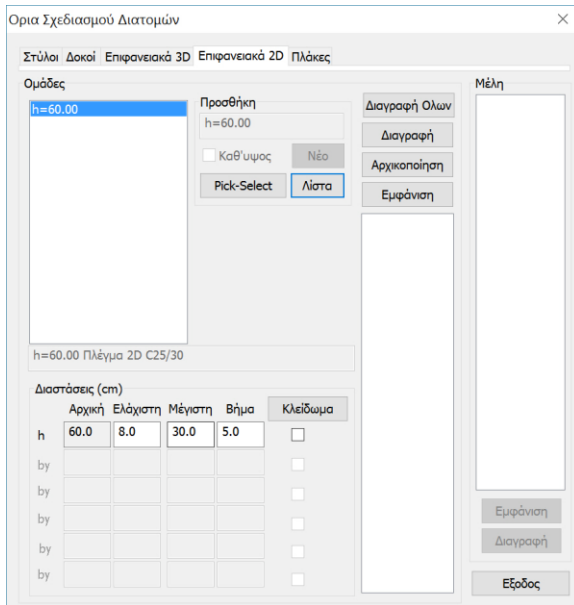 Ορια Σχεδιασμού Διατομών
Στύλοι Δοκοί Επιφανειακά 3D Επιφανειακά 2D Πλάκες
Ομάδες
h=60.00
Προσθήκη
h=60.00
Καθ'υψος Νέο
Pick-Select Λίστα
Διαγραφή Ολων
Διαγραφή
Αρχικοποίηση
Εμφάνιση
Μέλη
h=60.00 Πλέγμα 2D C25/30
Διαστάσεις (cm)
Αρχική Ελάχιστη Μέγιστη Βήμα Κλείδωμα
h 60.0 8.0 30.0 5.0
by
by
by
by
by
Εμφάνιση
Διαγραφή
Εξοδος